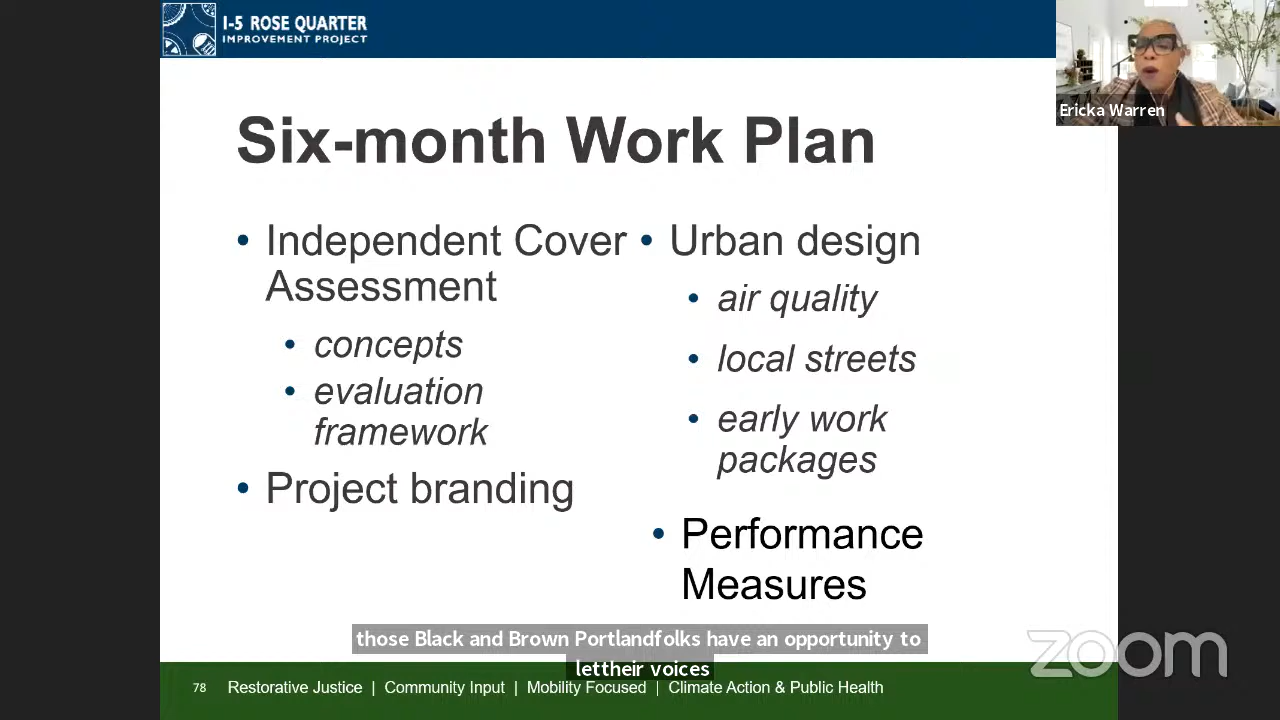 I-5 ROSE QUARTER
IMPROVEMENT PROJECT
Ericka Warren
Six-month Work Plan
• Independent Cover
Assessment
• concepts
• evaluation
framework
• Project branding
• Urban design
• air quality
• local streets
• early work
packages
• Performance
Measures
those Black and Brown Portlandfolks have an opportunity to
lettheir voices
zoom
78 Restorative Justice | Community Input | Mobility Focused | Climate Action & Public Health